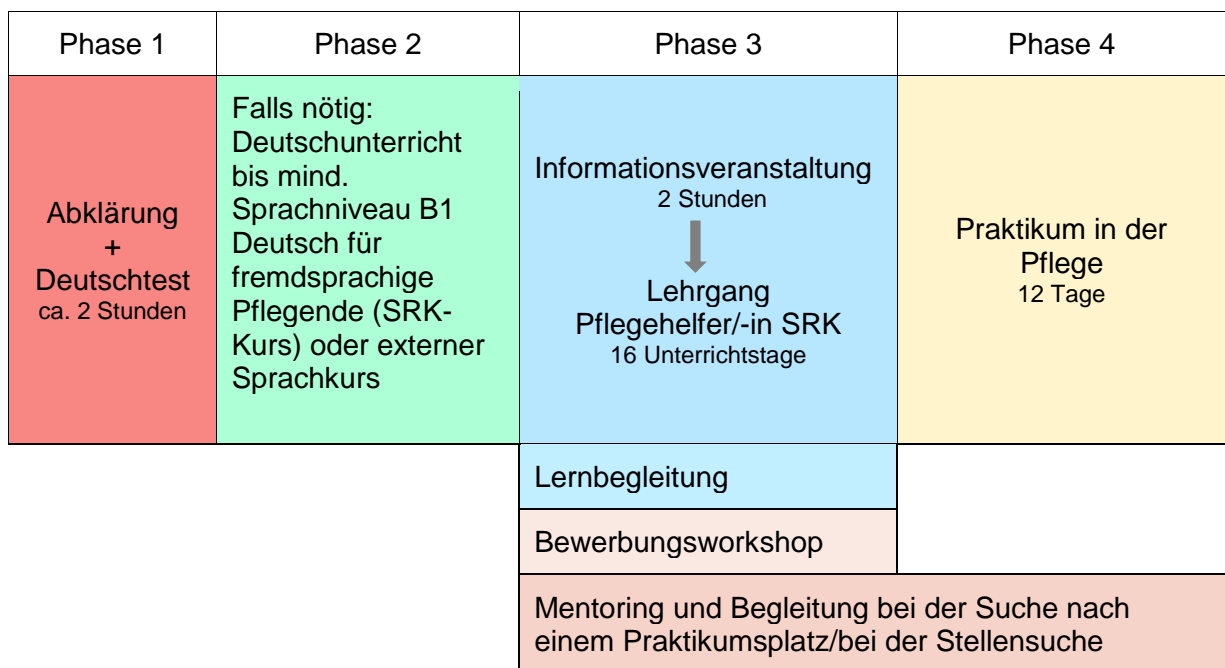 Phase 1
Phase 2
Phase 3
Phase 4
Abklärung
+
Deutschtest
ca. 2 Stunden
Falls nötig:
Deutschunterricht
bis mind.
Sprachniveau B1
Deutsch für
fremdsprachige
Pflegende (SRK-
Kurs) oder externer
Sprachkurs
Informationsveranstaltung
2 Stunden
Lehrgang
Pflegehelfer/-in SRK
16 Unterrichtstage
Praktikum in der
Pflege
12 Tage
Lernbegleitung
Bewerbungsworkshop
Mentoring und Begleitung bei der Suche nach
einem Praktikumsplatz/bei der Stellensuche